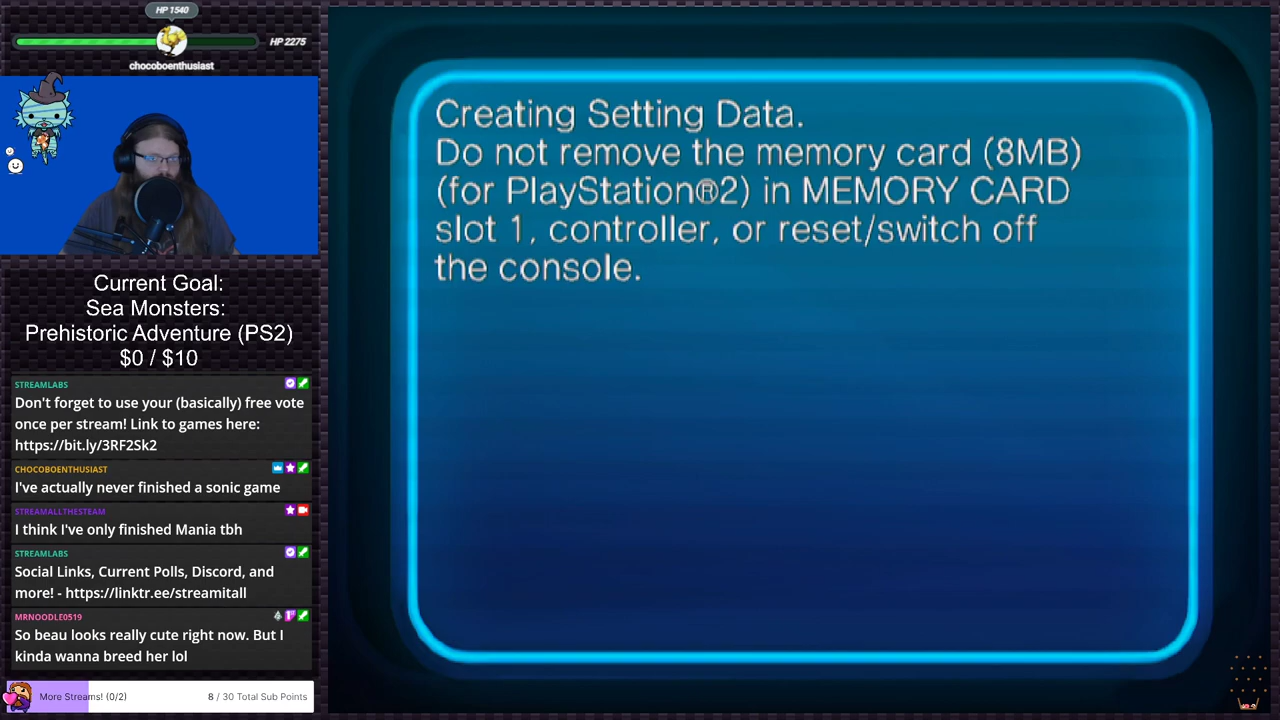 HP 1540
HP 2275
chocoboenthusiast
Current Goal:
Sea Monsters:
Prehistoric Adventure (PS2)
$0 / $10
STREAMLABS
Don't forget to use your (basically) free vote
once per stream! Link to games here:
https://bit.ly/3RF2Sk2
CHOCOBOENTHUSIAST
I've actually never finished a sonic game
STREAMALLTHESTEAM
I think I've only finished Mania tbh
STREAMLABS
Social Links, Current Polls, Discord, and
more! - https://linktr.ee/streamitall
MRNOODLE0519
So beau looks really cute right now. But I
kinda wanna breed her lol
More Streams! (0/2)
8 / 30 Total Sub Points
Creating Setting Data.
Do not remove the memory card (8MB)
(for PlayStation®2) in MEMORY CARD
slot 1, controller, or reset/switch off
the console.